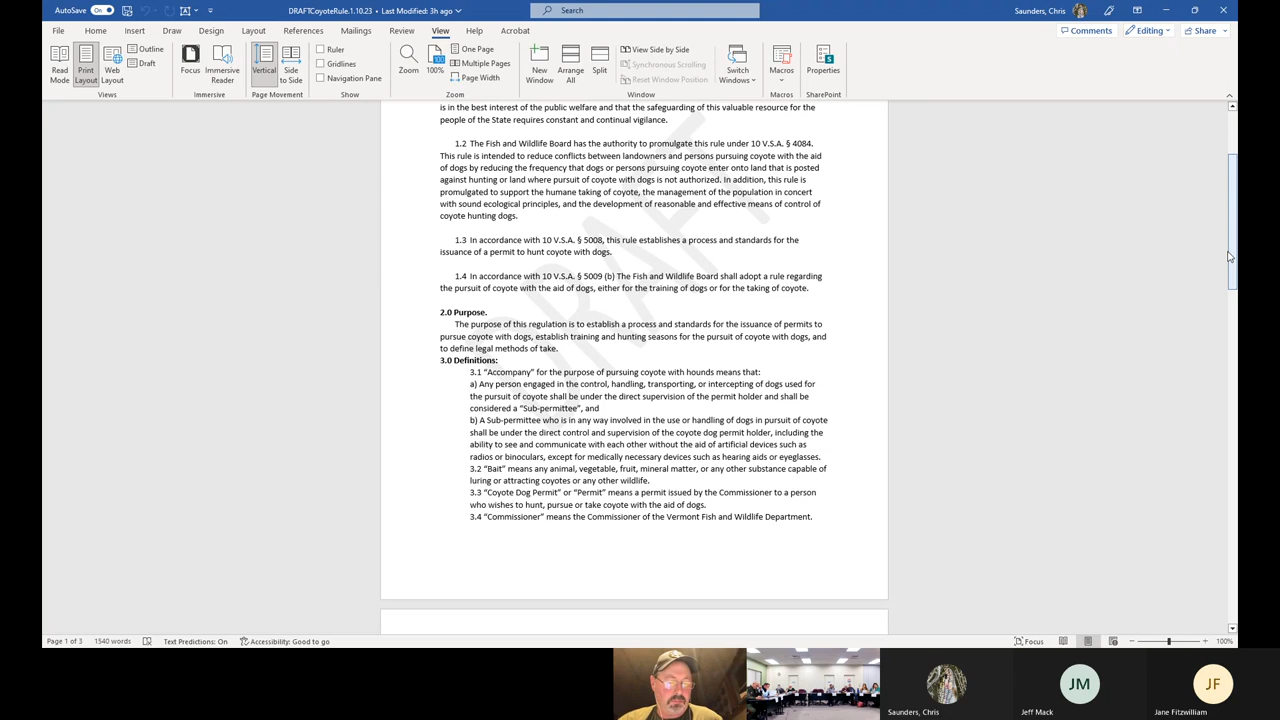 AutoSave
On
DRAFTCoyoteRule.1.10.23 • Last Modified: 3h ago
Search
Saunders, Chris
File Home Insert Draw Design Layout References Mailings Review View Help Acrobat
Comments Editing Share
Read Mode
Print Layout
Web Layout
Outline
Draft
Views
Focus
Immersive Reader
Immersive
Vertical
Side to Side
Page Movement
Ruler
Gridlines
Navigation Pane
Show
Zoom
100
100%
One Page
Multiple Pages
Page Width
Zoom
New Window
Arrange All
Split
View Side by Side
Synchronous Scrolling
Reset Window Position
Window
Switch Windows
Macros
Macros
Properties
SharePoint
DRAFT
is in the best interest of the public welfare and that the safeguarding of this valuable resource for the
people of the State requires constant and continual vigilance.
1.2 The Fish and Wildlife Board has the authority to promulgate this rule under 10 V.S.A. § 4084.
This rule is intended to reduce conflicts between landowners and persons pursuing coyote with the aid
of dogs by reducing the frequency that dogs or persons pursuing coyote enter onto land that is posted
against hunting or land where pursuit of coyote with dogs is not authorized. In addition, this rule is
promulgated to support the humane taking of coyote, the management of the population in concert
with sound ecological principles, and the development of reasonable and effective means of control of
coyote hunting dogs.
1.3 In accordance with 10 V.S.A. § 5008, this rule establishes a process and standards for the
issuance of a permit to hunt coyote with dogs.
1.4 In accordance with 10 V.S.A. § 5009 (b) The Fish and Wildlife Board shall adopt a rule regarding
the pursuit of coyote with the aid of dogs, either for the training of dogs or for the taking of coyote.
2.0 Purpose.
The purpose of this regulation is to establish a process and standards for the issuance of permits to
pursue coyote with dogs, establish training and hunting seasons for the pursuit of coyote with dogs, and
to define legal methods of take.
3.0 Definitions:
3.1 “Accompany” for the purpose of pursuing coyote with hounds means that:
a) Any person engaged in the control, handling, transporting, or intercepting of dogs used for
the pursuit of coyote shall be under the direct supervision of the permit holder and shall be
considered a “Sub-permittee”, and
b) A Sub-permittee who is in any way involved in the use or handling of dogs in pursuit of coyote
shall be under the direct control and supervision of the coyote dog permit holder, including the
ability to see and communicate with each other without the aid of artificial devices such as
radios or binoculars, except for medically necessary devices such as hearing aids or eyeglasses.
3.2 “Bait” means any animal, vegetable, fruit, mineral matter, or any other substance capable of
luring or attracting coyotes or any other wildlife.
3.3 “Coyote Dog Permit” or “Permit” means a permit issued by the Commissioner to a person
who wishes to hunt, pursue or take coyote with the aid of dogs.
3.4 “Commissioner” means the Commissioner of the Vermont Fish and Wildlife Department.
Page 1 of 3 1540 words Text Predictions: On Accessibility: Good to go Focus 100%
JM
JF
Saunders, Chris
Jeff Mack
Jane Fitzwilliam